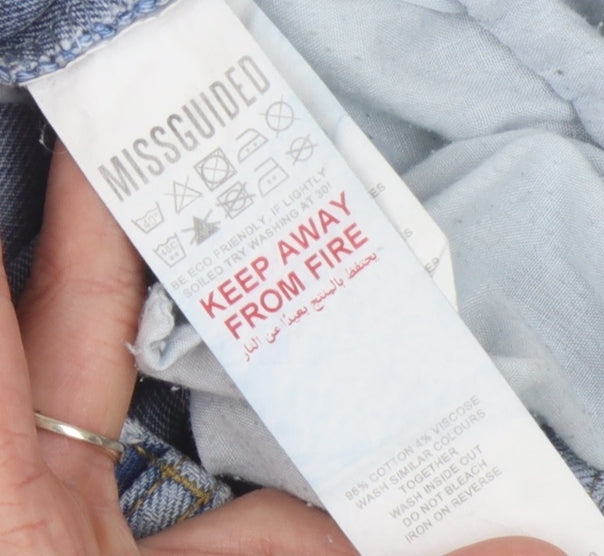 MISSGUIDED
BE ECO FRIENDLY, IF LIGHTLY
SOILED TRY WASHING AT 30!
KEEP AWAY
FROM FIRE
يحتفظ بالمنتج بعيدًا عن النار
96% COTTON 4% VISCOSE
WASH SIMILAR COLOURS
TOGETHER
WASH INSIDE OUT
DO NOT BLEACH
IRON ON REVERSE